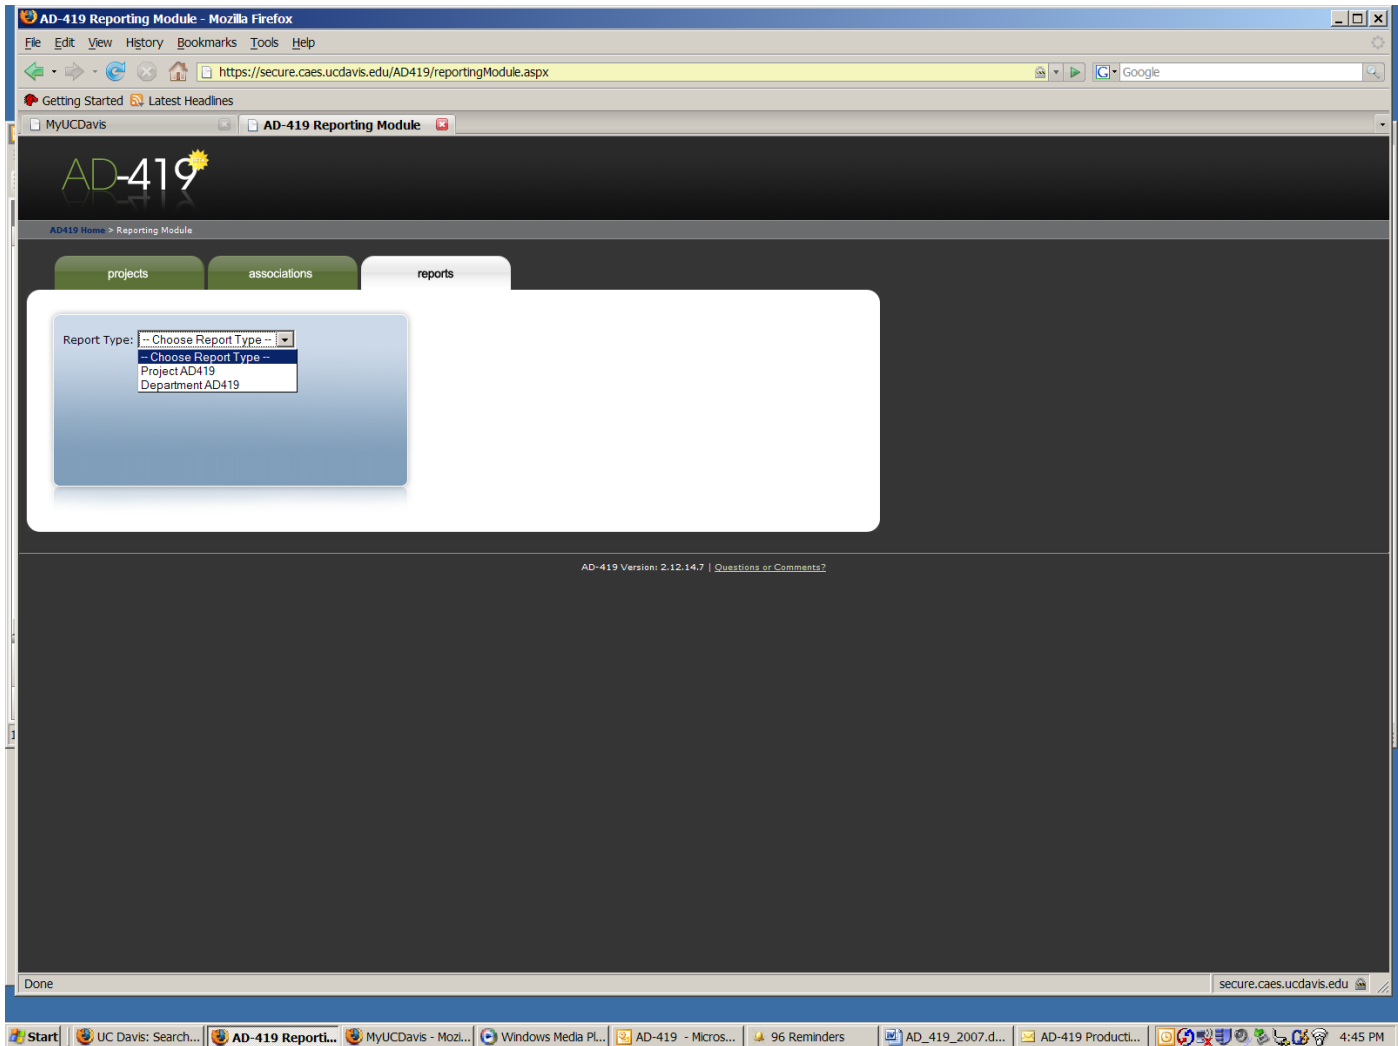 AD-419 Reporting Module - Mozilla Firefox
File Edit View History Bookmarks Tools Help
https://secure.caes.ucdavis.edu/AD419/reportingModule.aspx
G Google
Getting Started Latest Headlines
MyUCDavis AD-419 Reporting Module
AD-419
AD419 Home > Reporting Module
projects associations reports
Report Type: -- Choose Report Type --
-- Choose Report Type --
Project AD419
Department AD419
AD-419 Version: 2.12.14.7 | Questions or Comments?
Done secure.caes.ucdavis.edu
Start UC Davis: Search... AD-419 Reporti... MyUCDavis - Mozi... Windows Media Pl... AD-419 - Micros... 96 Reminders AD_419_2007.d... AD-419 Producti... 4:45 PM